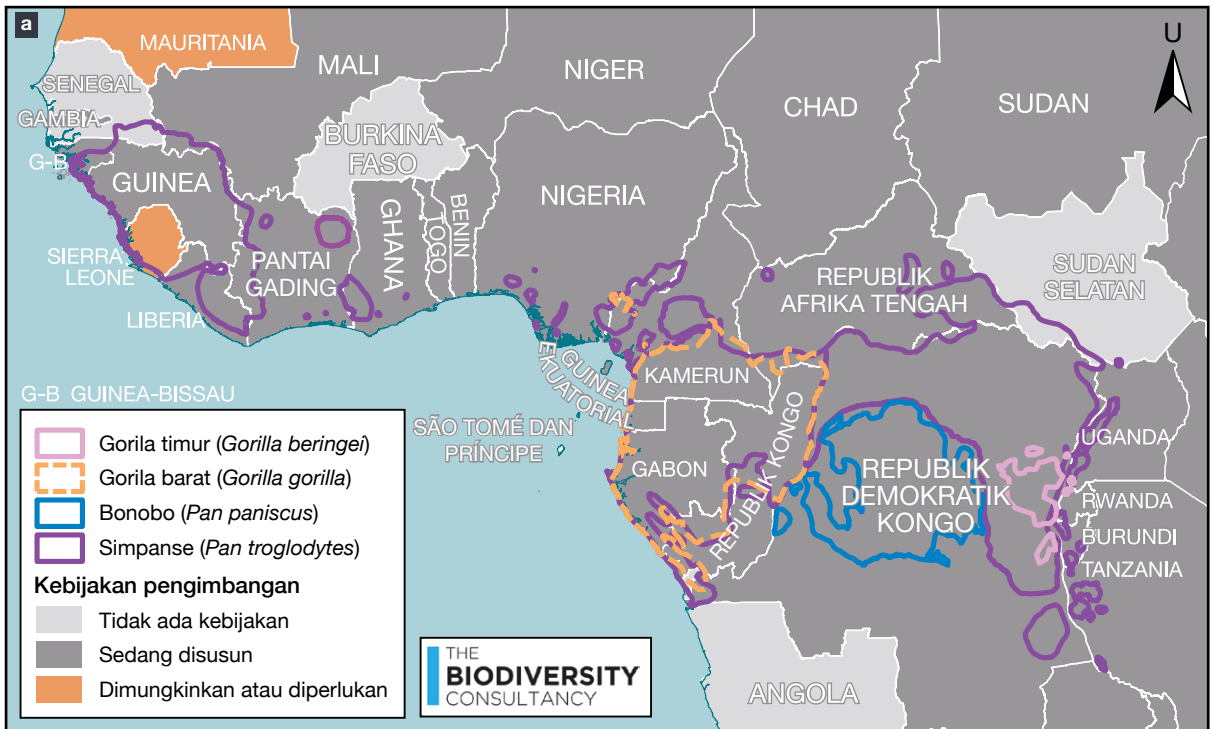 a
MAURITANIA
MALI
NIGER
CHAD
SUDAN
U
SENEGAL
GAMBIA
G-B
GUINEA
BURKINA
FASO
NIGERIA
GHANA
TOGO
BENIN
SIERRA
LEONE
PANTAI
GADING
LIBERIA
REPUBLIK
AFRIKA TENGAH
SUDAN
SELATAN
GUINEA
EKUATORIAL
KAMERUN
SÃO TOMÉ DAN
PRÍNCIPE
GABON
REPUBLIK KONGO
REPUBLIK
DEMOKRATIK
KONGO
UGANDA
RWANDA
BURUNDI
TANZANIA
ANGOLA
G-B GUINEA-BISSAU
Gorila timur (Gorilla beringei)
Gorila barat (Gorilla gorilla)
Bonobo (Pan paniscus)
Simpanse (Pan troglodytes)
Kebijakan pengimbangan
Tidak ada kebijakan
Sedang disusun
Dimungkinkan atau diperlukan
THE
BIODIVERSITY
CONSULTANCY